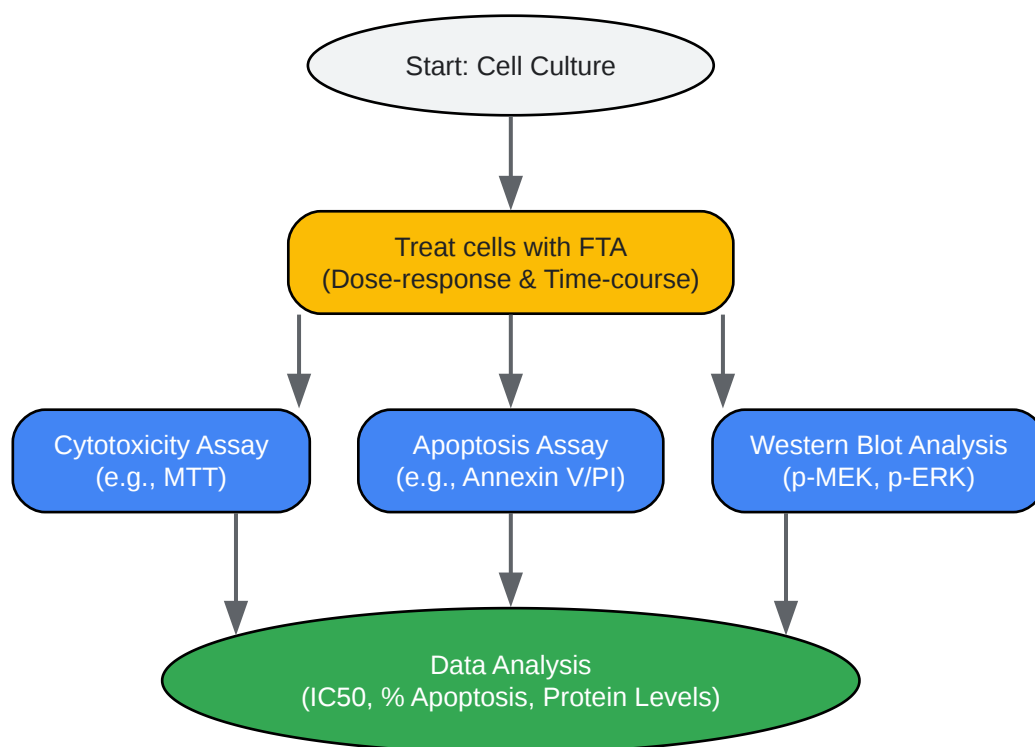 Start: Cell Culture
Treat cells with FTA
(Dose-response & Time-course)
Cytotoxicity Assay
(e.g., MTT)
Apoptosis Assay
(e.g., Annexin V/PI)
Western Blot Analysis
(p-MEK, p-ERK)
Data Analysis
(IC50, % Apoptosis, Protein Levels)